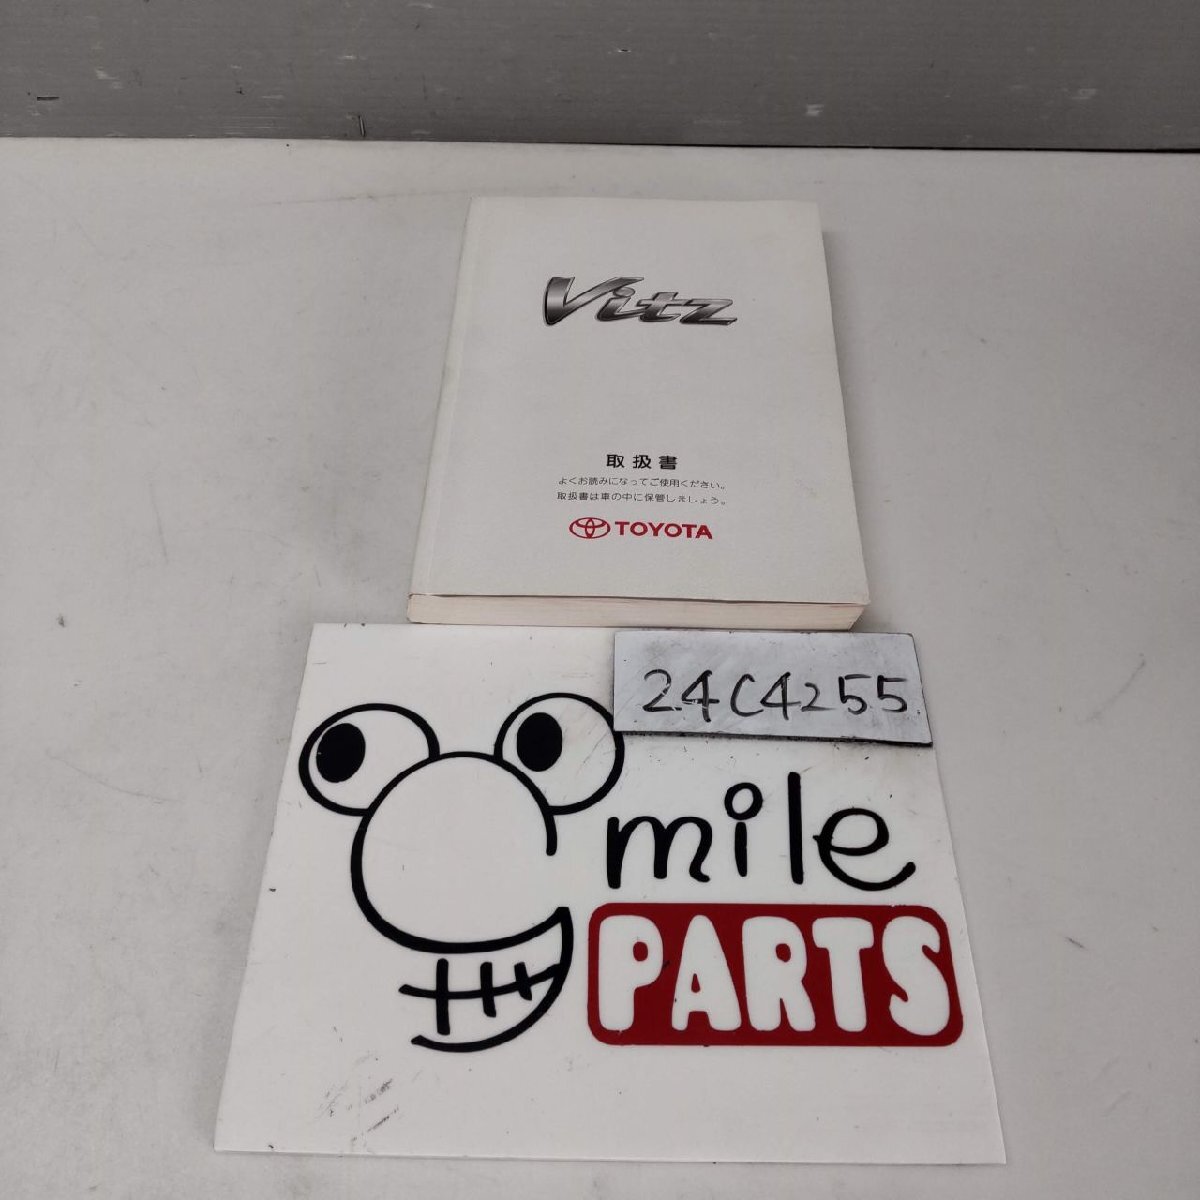 Vitz
取扱書
よくお読みになってご使用ください。
取扱書は車の中に保管しましょう。
TOYOTA
24C4255
Smile
PARTS